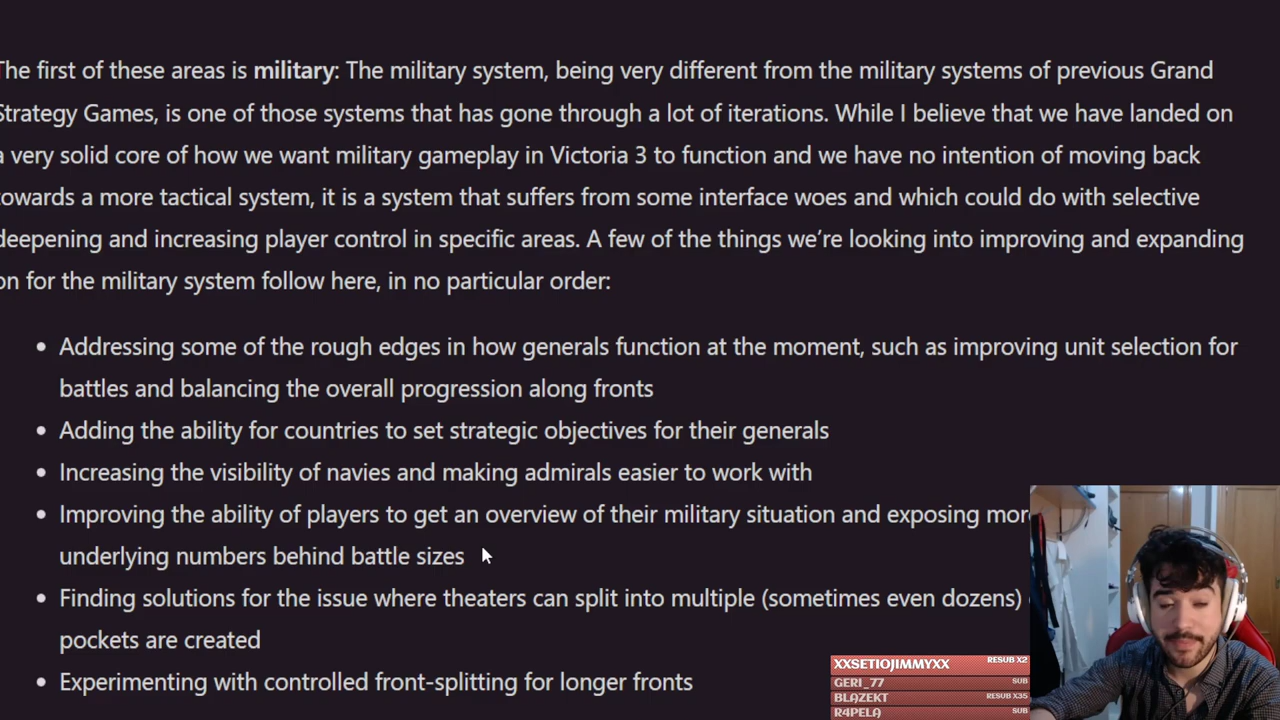 The first of these areas is military: The military system, being very different from the military systems of previous Grand
Strategy Games, is one of those systems that has gone through a lot of iterations. While I believe that we have landed on
a very solid core of how we want military gameplay in Victoria 3 to function and we have no intention of moving back
towards a more tactical system, it is a system that suffers from some interface woes and which could do with selective
deepening and increasing player control in specific areas. A few of the things we're looking into improving and expanding
on for the military system follow here, in no particular order:
• Addressing some of the rough edges in how generals function at the moment, such as improving unit selection for
battles and balancing the overall progression along fronts
• Adding the ability for countries to set strategic objectives for their generals
• Increasing the visibility of navies and making admirals easier to work with
• Improving the ability of players to get an overview of their military situation and exposing
underlying numbers behind battle sizes
• Finding solutions for the issue where theaters can split into multiple (sometimes even dozens)
pockets are created
• Experimenting with controlled front-splitting for longer fronts
XXSETIOJIMMYXX RESUB X2
GERI_77 SUB
BLAZEKT RESUB X35
R4PELA SUB